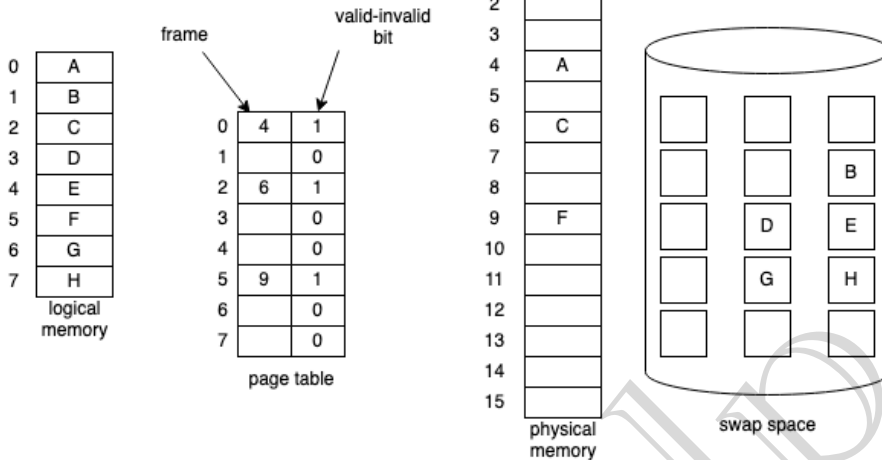 valid-invalid
bit
frame
0 A
1 B
2 C
3 D
4 E
5 F
6 G
7 H
logical
memory
0 4 1
1 0
2 6 1
3 0
4 0
5 9 1
6 0
7 0
page table
2
3
4 A
5
6 C
7
8
9 F
10
11
12
13
14
15
physical
memory
B
D E
G H
swap space